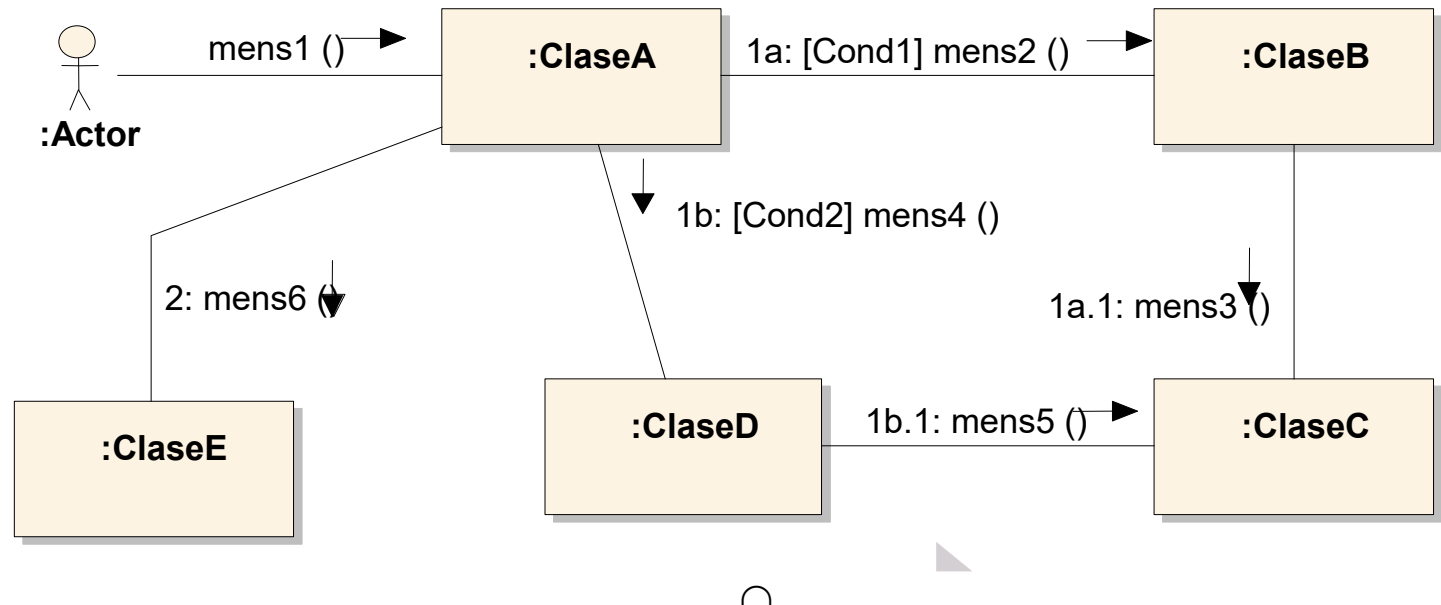 mens1 ()
:ClaseA
1a: [Cond1] mens2 ()
:ClaseB
:Actor
1b: [Cond2] mens4 ()
2: mens6 ()
1a.1: mens3 ()
:ClaseE
:ClaseD
1b.1: mens5 ()
:ClaseC